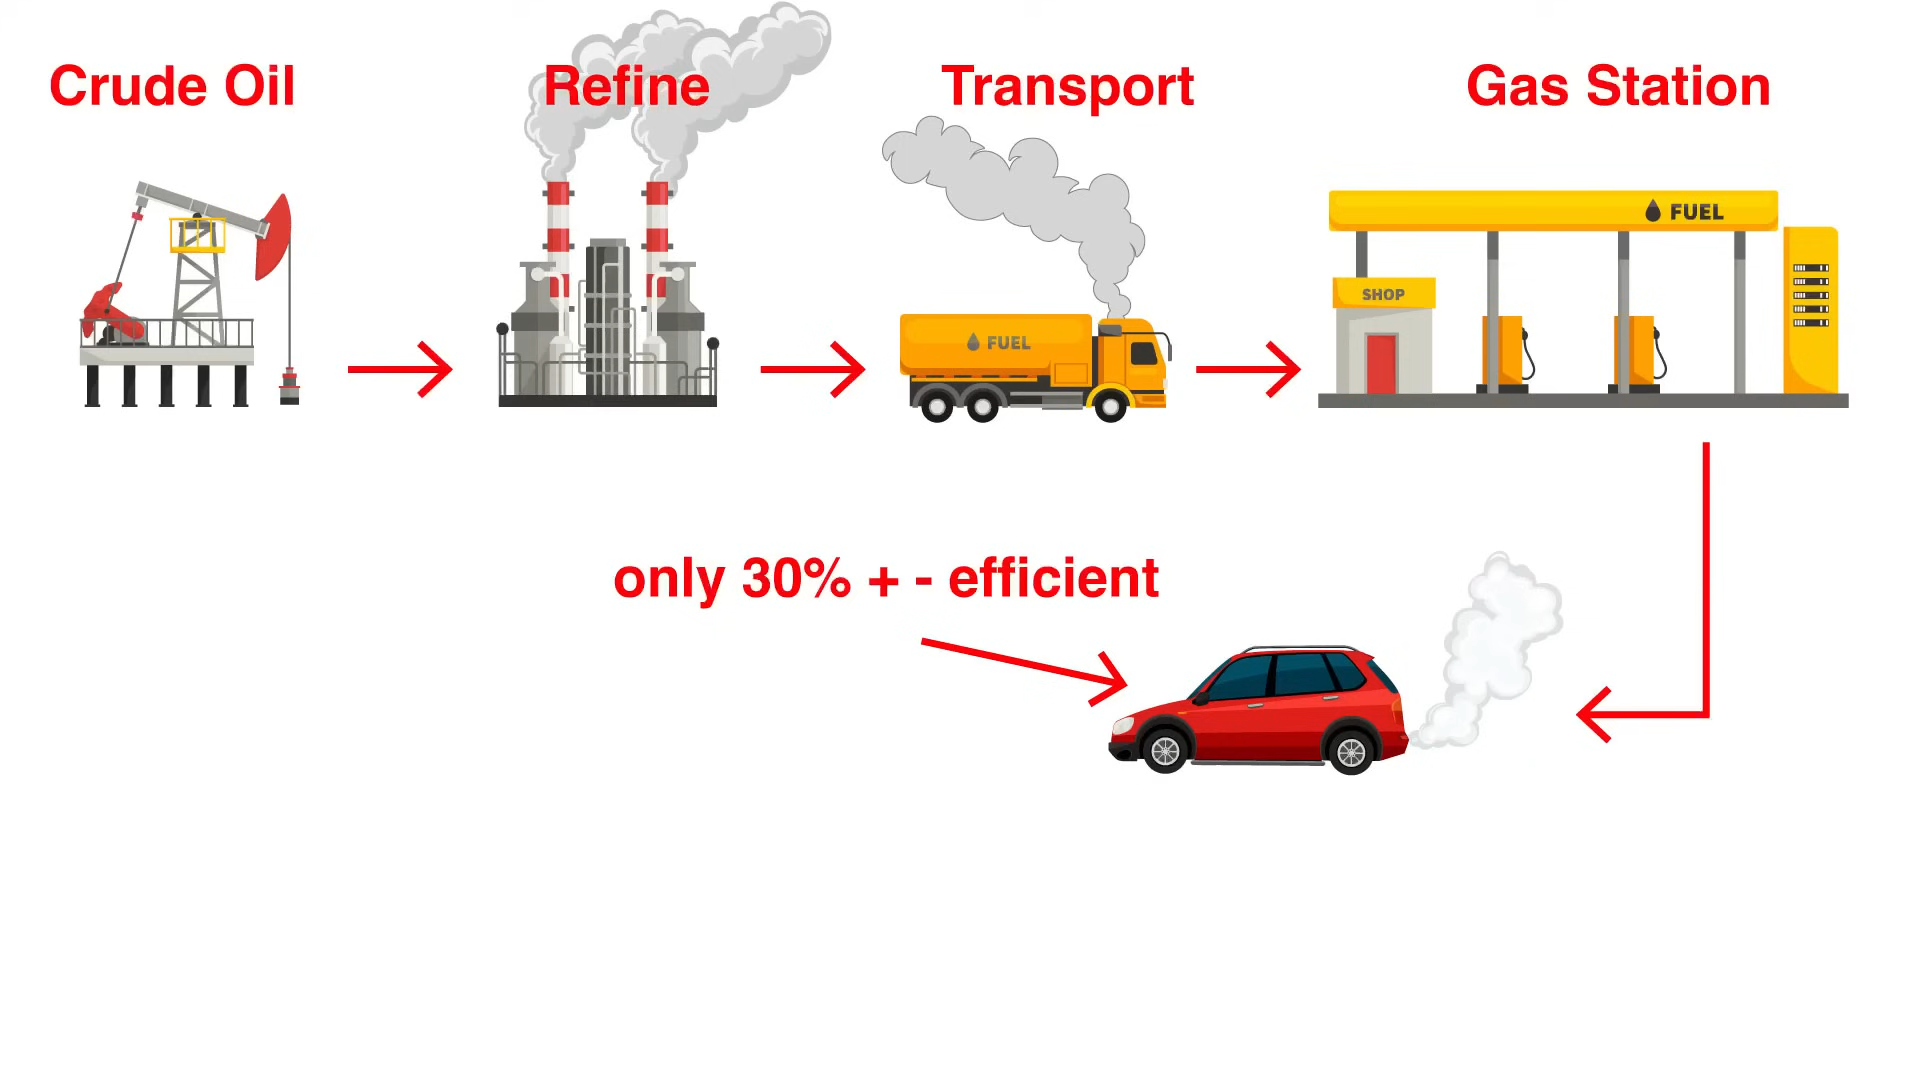 Crude Oil
Refine
Transport
Gas Station
FUEL
SHOP
FUEL
only 30% + - efficient